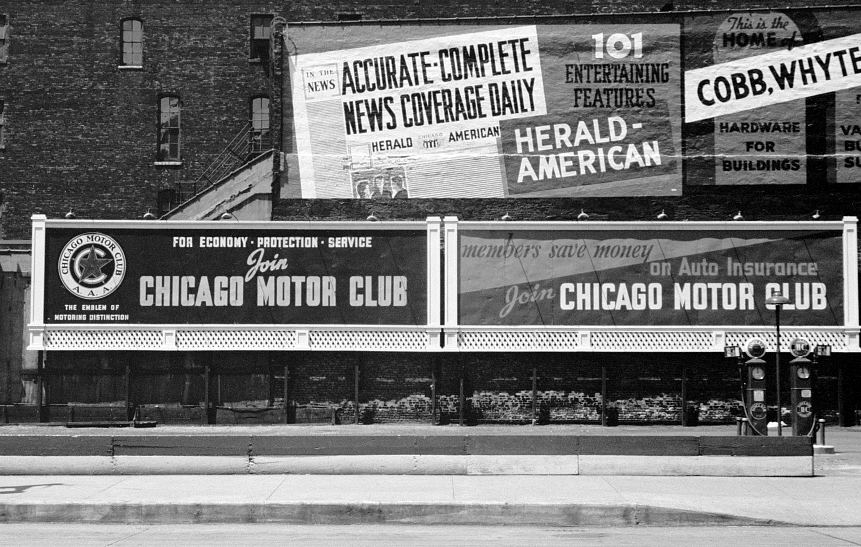 IN THE
NEWS
ACCURATE-COMPLETE
NEWS COVERAGE DAILY
HERALD CHICAGO AMERICAN
101
ENTERTAINING
FEATURES
HERALD-
AMERICAN
This is the
HOME of
COBB, WHYTE
HARDWARE
FOR
BUILDINGS
CHICAGO MOTOR CLUB
A.A.A
THE EMBLEM OF
MOTORING DISTINCTION
FOR ECONOMY · PROTECTION · SERVICE
Join
CHICAGO MOTOR CLUB
members save money
on Auto Insurance
Join CHICAGO MOTOR CLUB